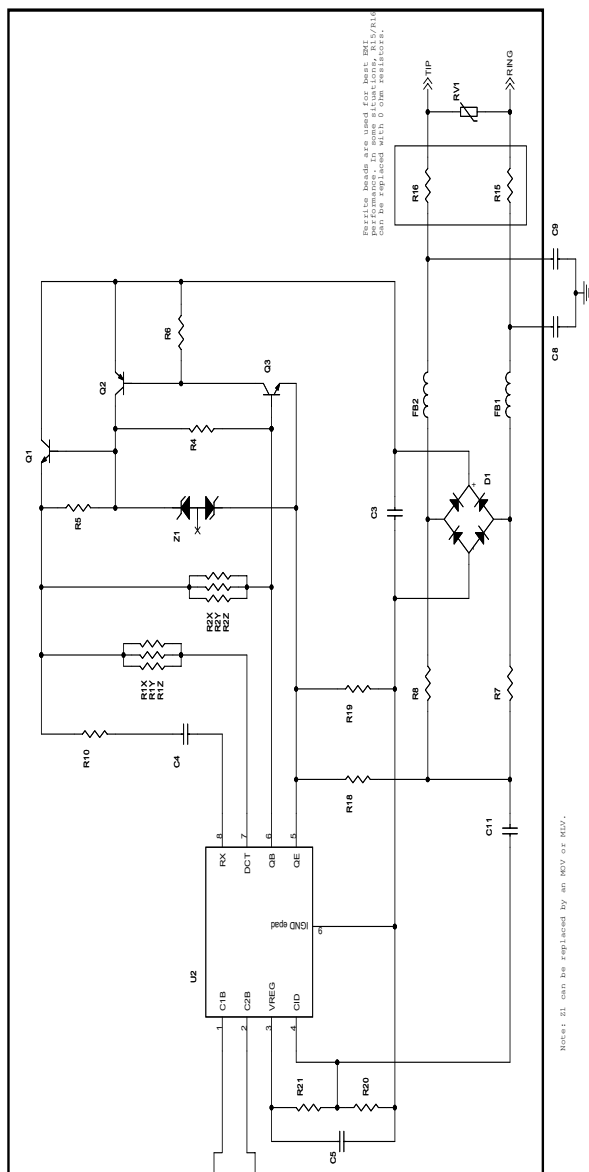 Ferrite beads are used for best EMI
performance. In some situations, R15/R16
can be replaced with 0 ohm resistors.
TIP
RING
RV1
R16
R15
C9
C8
R6
Q3
Q2
Q1
R4
R5
Z1
FB2
FB1
D1
+
-
C3
R2X
R2Y
R2Z
R1X
R1Y
R1Z
R10
C4
R19
R18
R8
R7
C11
8
7
6
5
RX
DCT
QB
QE
IGND epad
9
U2
C1B
C2B
VREG
CID
1
2
3
4
R21
R20
C5
Note: Z1 can be replaced by an MOV or MLV.